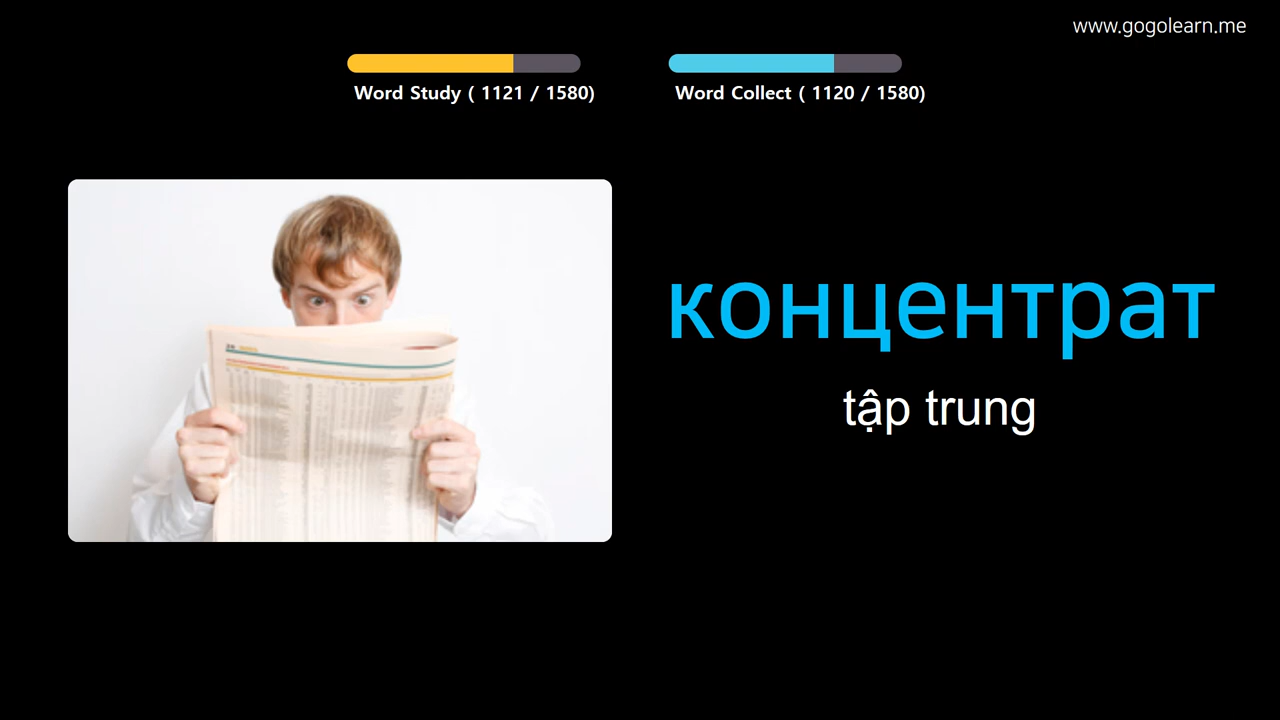 www.gogolearn.me
Word Study ( 1121 / 1580)
Word Collect ( 1120 / 1580)
концентрат
tập trung